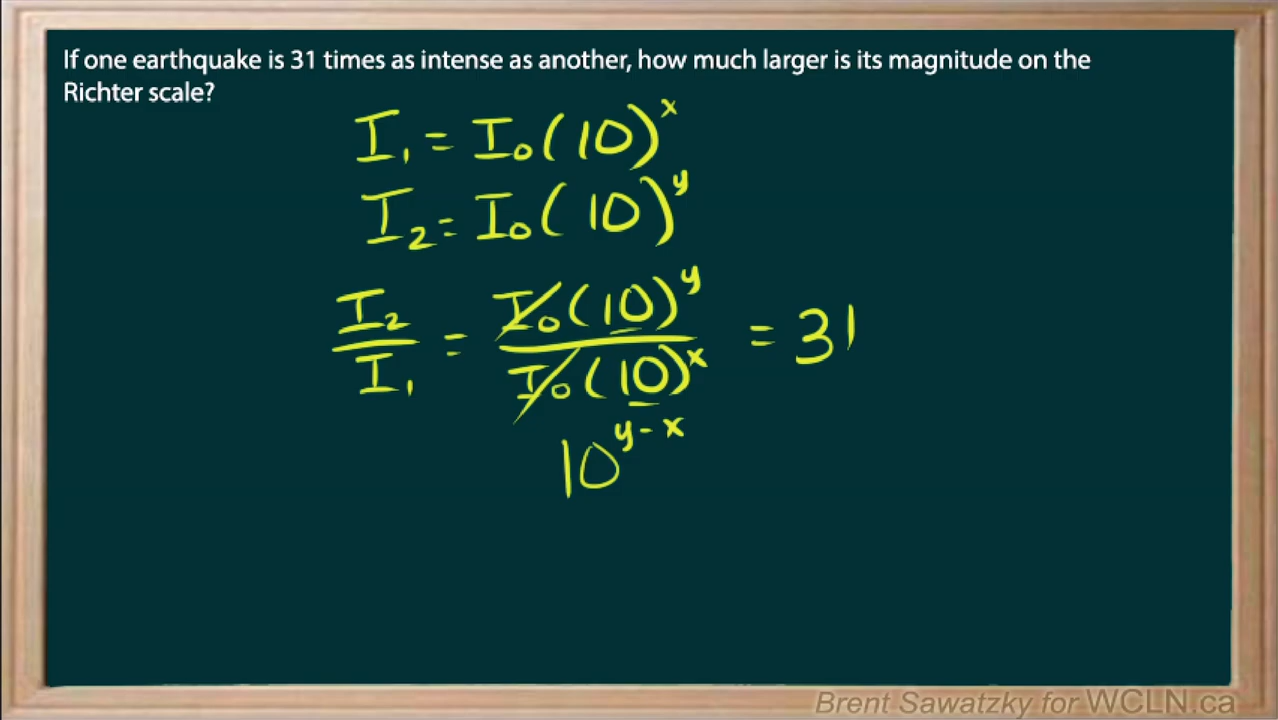 If one earthquake is 31 times as intense as another, how much larger is its magnitude on the
Richter scale?
I₁ = I₀(10)^x
I₂ = I₀(10)^y
I₂/I₁ = I₀(10)^y/I₀(10)^x = 31
10^(y-x)
Brent Sawatzky for WCLN.ca